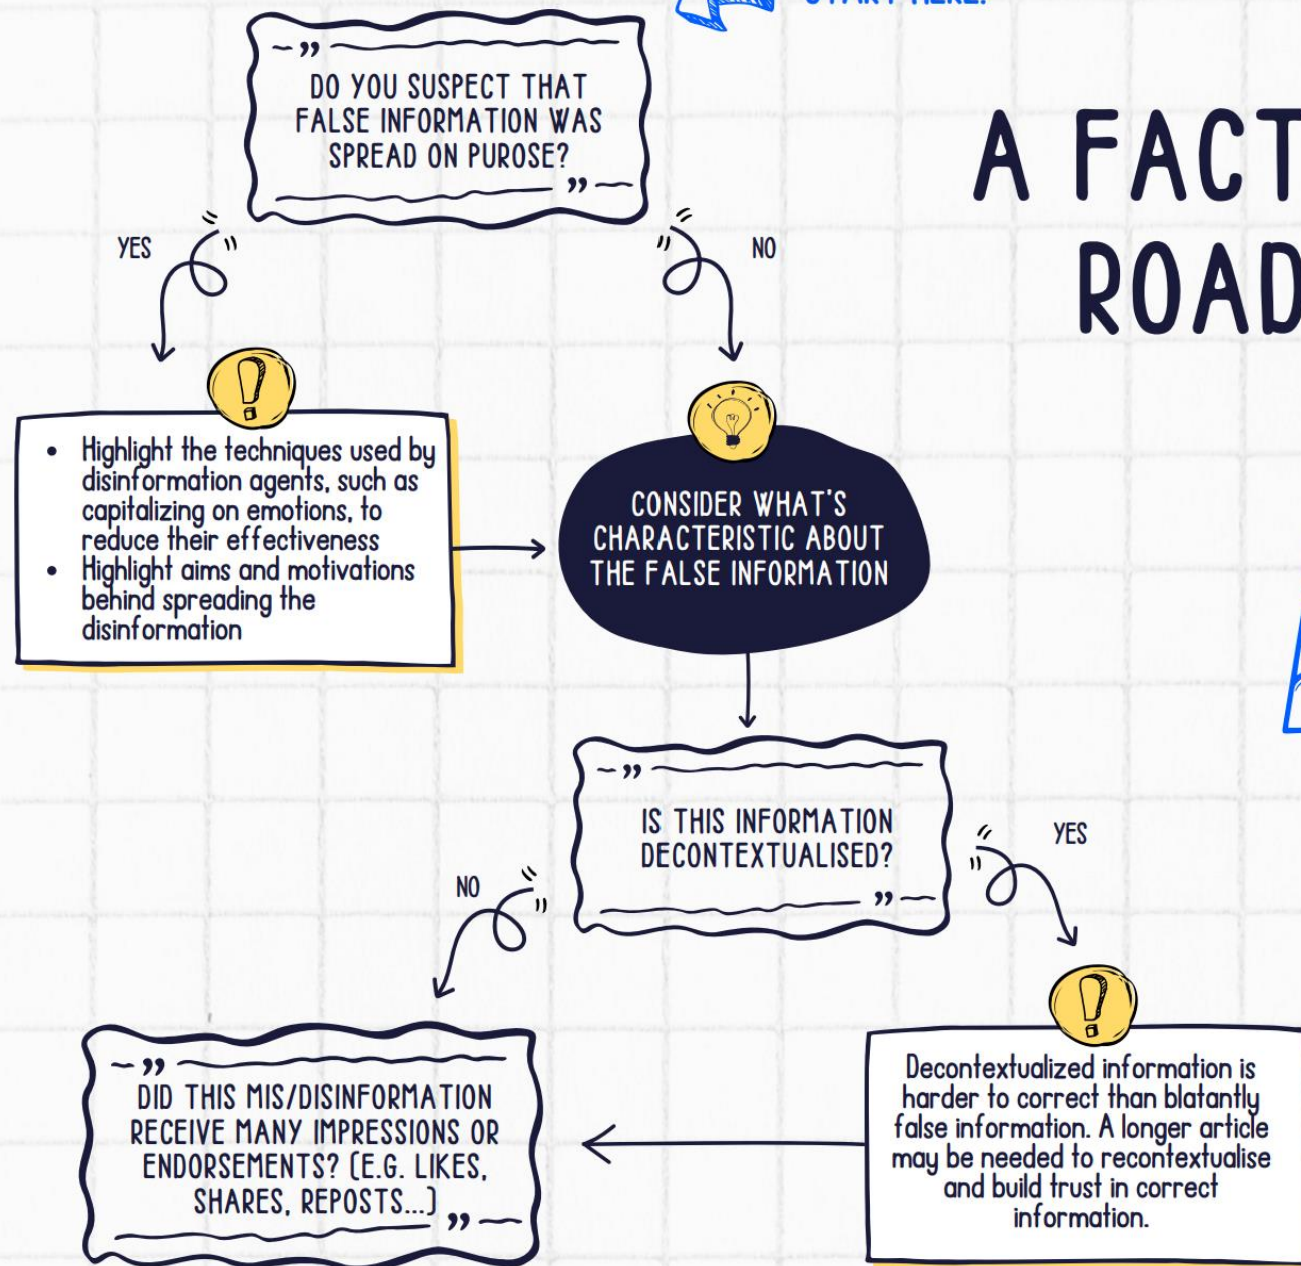 START HERE!
DO YOU SUSPECT THAT
FALSE INFORMATION WAS
SPREAD ON PUROSE?
A FACT
ROAD
YES
NO
• Highlight the techniques used by
disinformation agents, such as
capitalizing on emotions, to
reduce their effectiveness
• Highlight aims and motivations
behind spreading the
disinformation
CONSIDER WHAT'S
CHARACTERISTIC ABOUT
THE FALSE INFORMATION
IS THIS INFORMATION
DECONTEXTUALISED?
YES
NO
DID THIS MIS/DISINFORMATION
RECEIVE MANY IMPRESSIONS OR
ENDORSEMENTS? (E.G. LIKES,
SHARES, REPOSTS...)
Decontextualized information is
harder to correct than blatantly
false information. A longer article
may be needed to recontextualise
and build trust in correct
information.